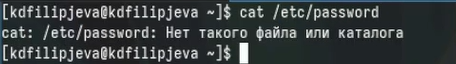 [kdfilipjeva@kdfilipjeva ~]$ cat /etc/password
cat: /etc/password: Нет такого файла или каталога
[kdfilipjeva@kdfilipjeva ~]$